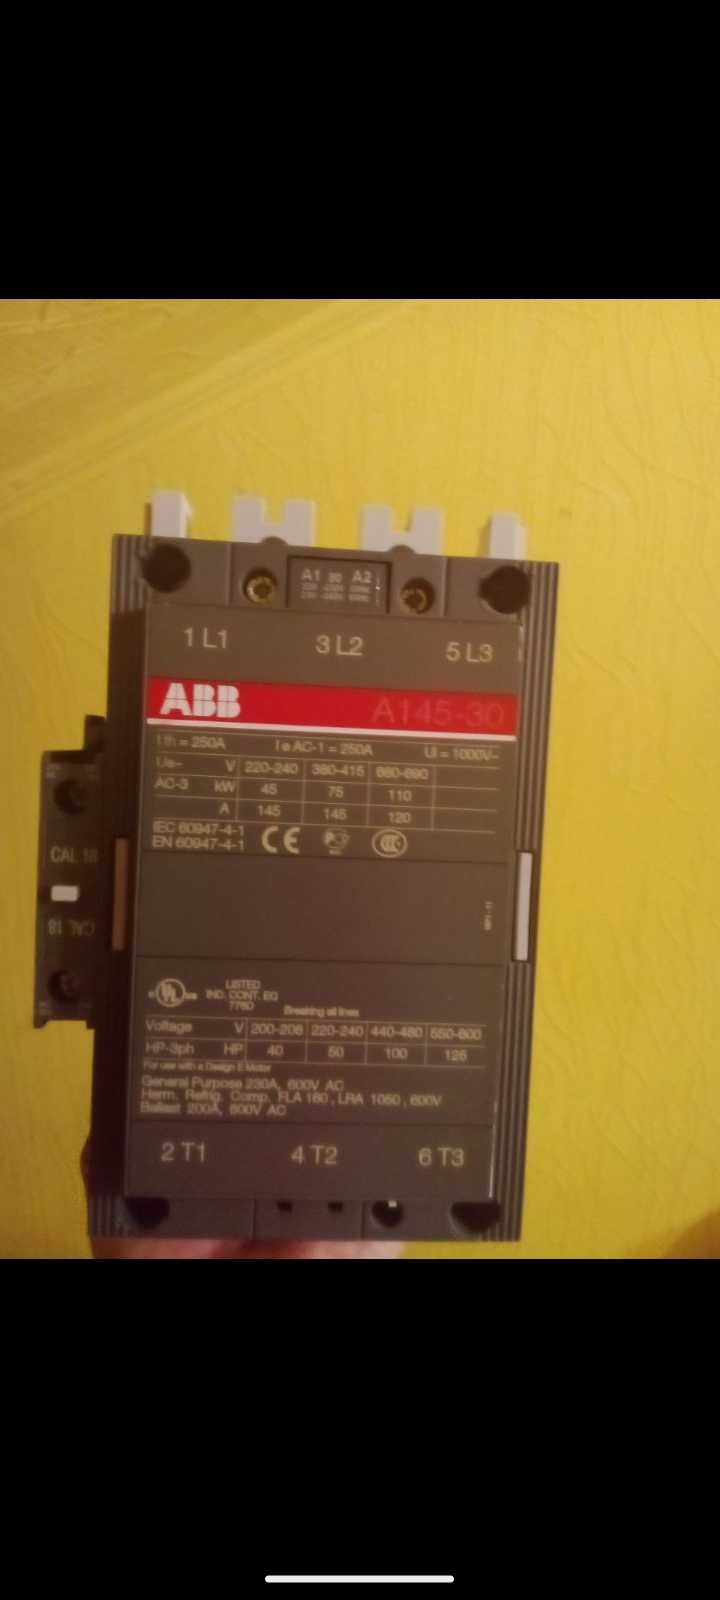 A1 80 A2
1 L1 3 L2 5 L3
ABB A145-30
Ith = 250A Ie AC-1 = 250A Ui = 1000V~
Ue~ V 220-240 380-415 660-690
AC-3 kW 45 75 110
A 145 145 120
IEC 60947-4-1
EN 60947-4-1 CE CCC
CAL 18
CAL 18
UL LISTED
IND. CONT. EQ
Breaking all lines
Voltage V 200-208 220-240 440-480 550-600
HP-3ph HP 40 50 100 125
For use with a Design E Motor
General Purpose 230A, 600V AC
Herm. Refrig. Comp. FLA 160, LRA 1050, 600V
Ballast 200A, 600V AC
2 T1 4 T2 6 T3